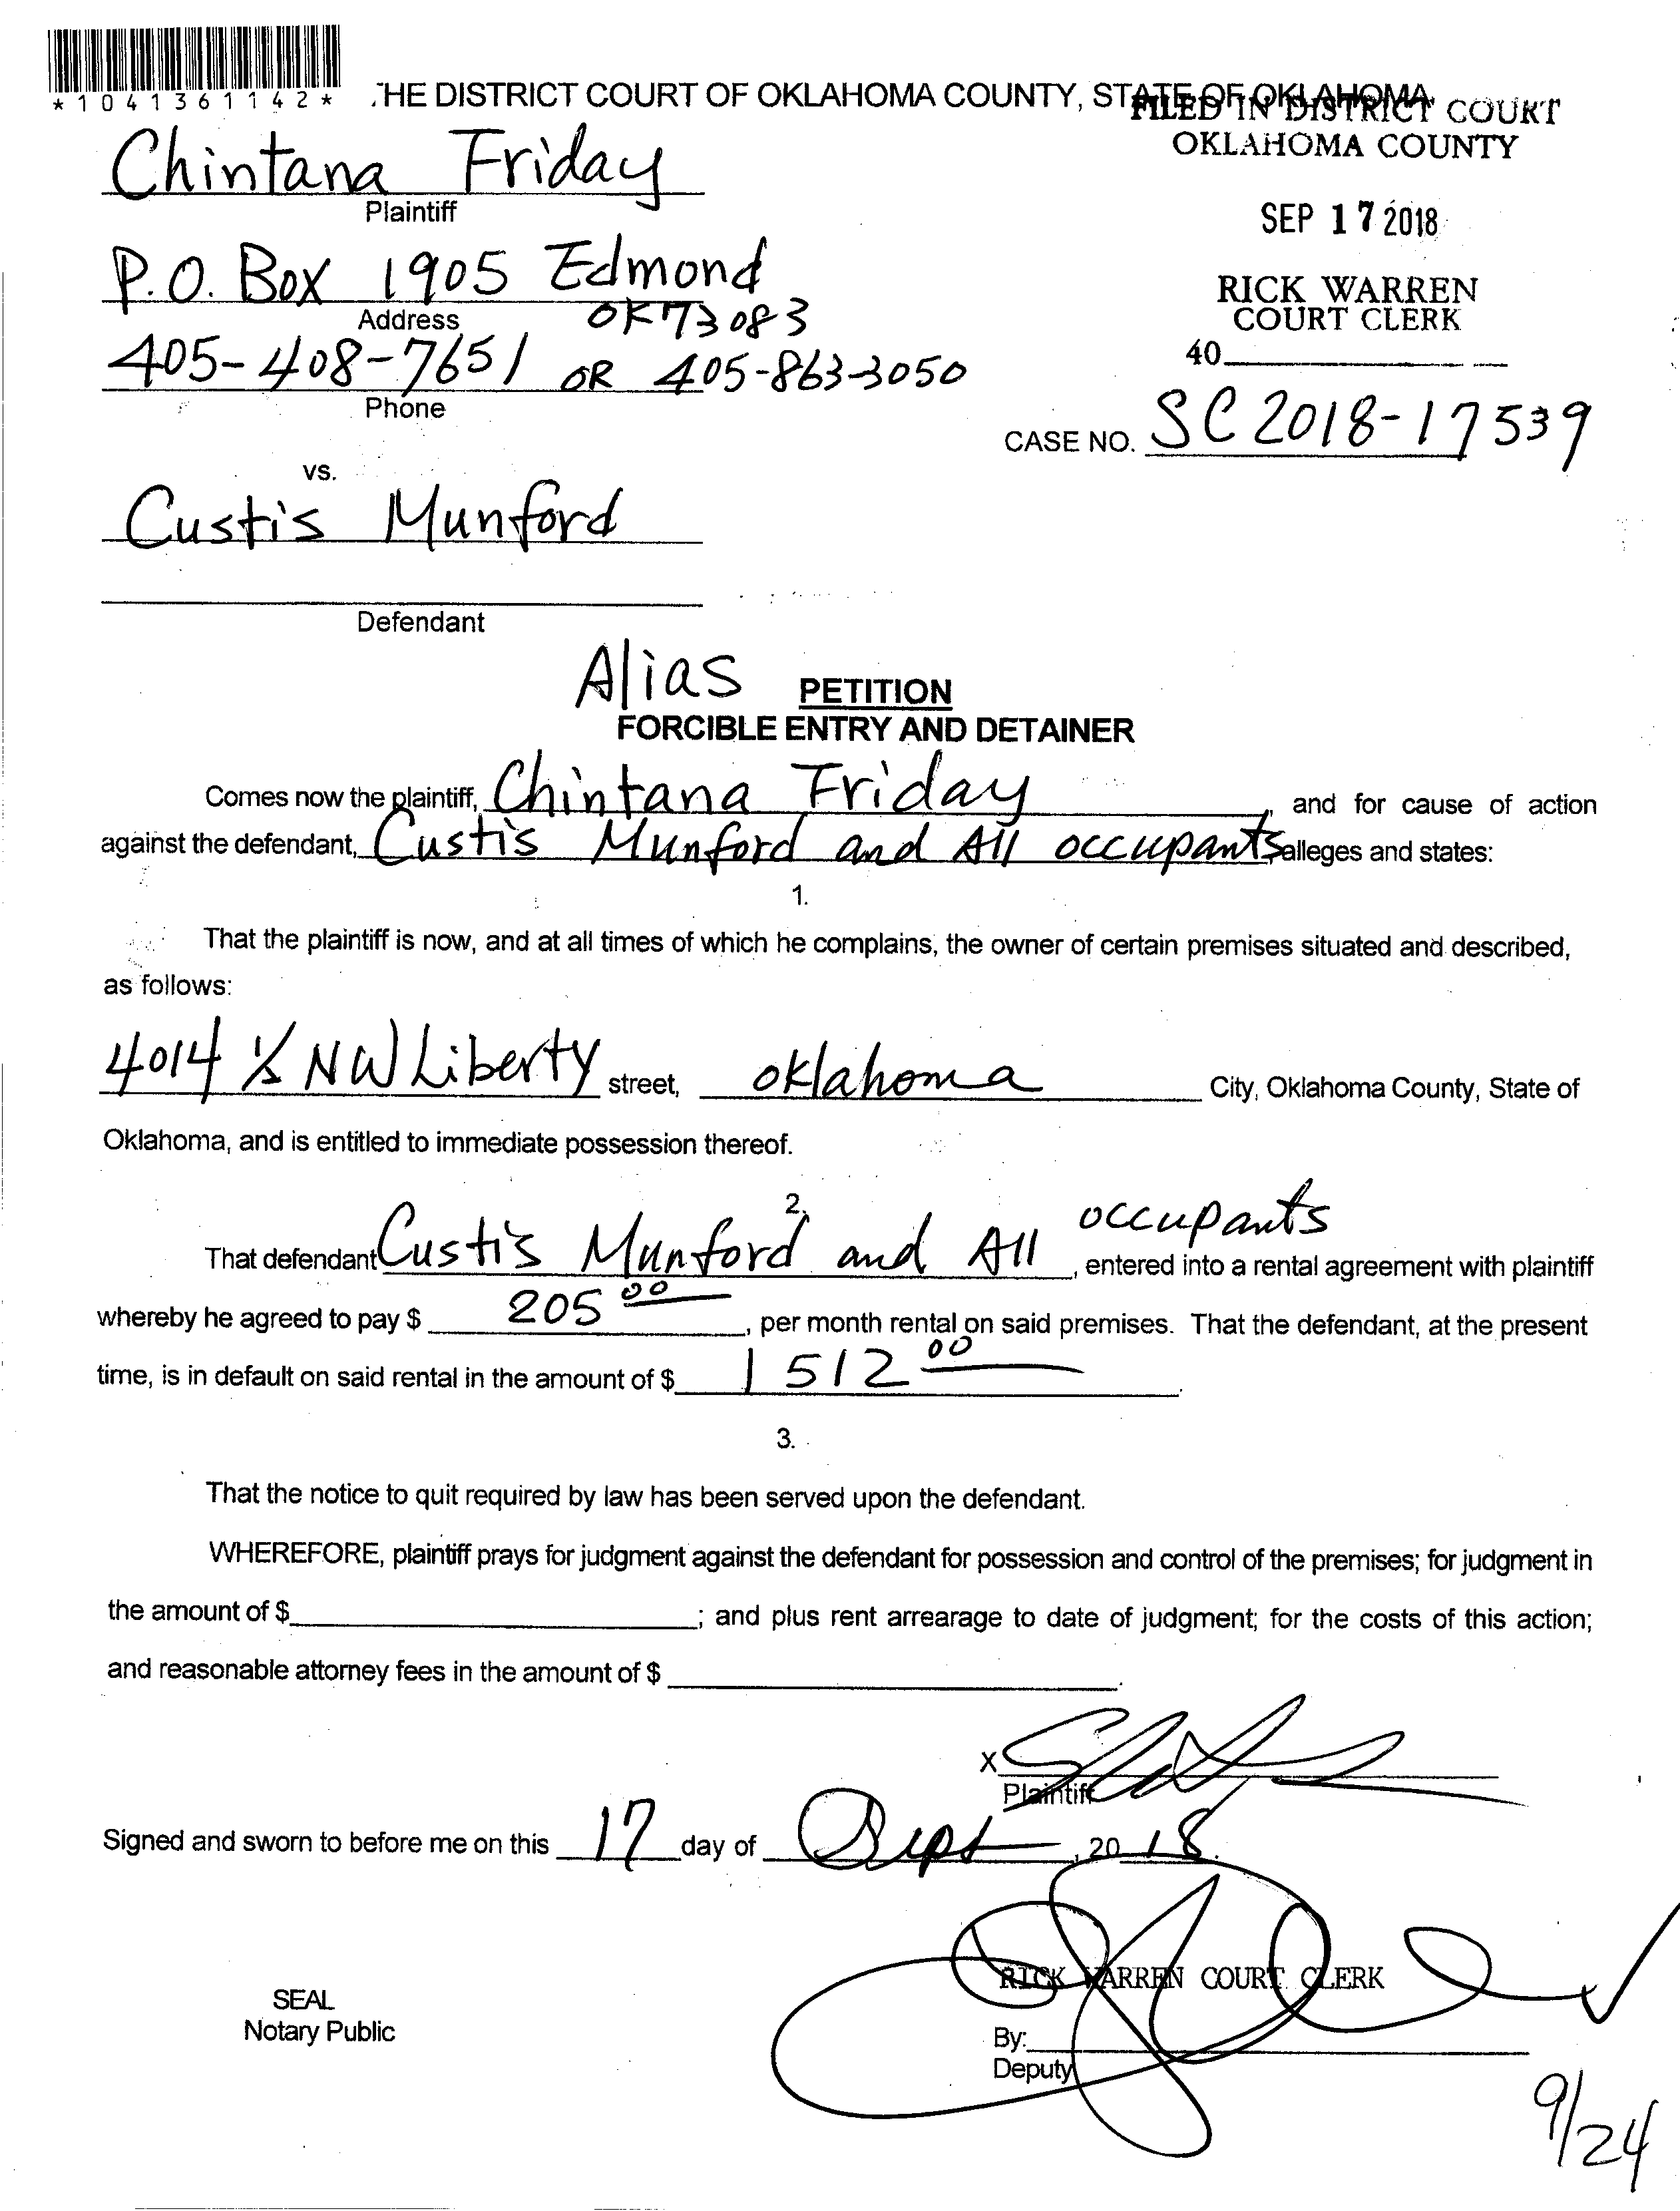 *1041361142*
THE DISTRICT COURT OF OKLAHOMA COUNTY, STATE OF OKLAHOMA
FILED IN DISTRICT COURT
OKLAHOMA COUNTY
Chintana Friday
Plaintiff
SEP 17 2018
P.O. Box 1905 Edmond
OK 73083
Address
RICK WARREN
COURT CLERK
40
405-408-7651 OR 405-863-3050
Phone
CASE NO. SC 2018-17539
vs.
Custis Munford
Defendant
Alias PETITION
FORCIBLE ENTRY AND DETAINER
Comes now the plaintiff, Chintana Friday, and for cause of action
against the defendant, Custis Munford and All occupants alleges and states:
1.
That the plaintiff is now, and at all times of which he complains, the owner of certain premises situated and described,
as follows:
4014 ½ NW Liberty street, oklahoma City, Oklahoma County, State of
Oklahoma, and is entitled to immediate possession thereof.
2.
That defendant Custis Munford and All occupants, entered into a rental agreement with plaintiff
whereby he agreed to pay $ 205 00, per month rental on said premises. That the defendant, at the present
time, is in default on said rental in the amount of $ 1512 00.
3.
That the notice to quit required by law has been served upon the defendant.
WHEREFORE, plaintiff prays for judgment against the defendant for possession and control of the premises; for judgment in
the amount of $ ; and plus rent arrearage to date of judgment; for the costs of this action;
and reasonable attorney fees in the amount of $ .
X
Plaintiff
Signed and sworn to before me on this 17 day of Sept, 20 18.
RICK WARREN COURT CLERK
SEAL
Notary Public
By:
Deputy
9/24